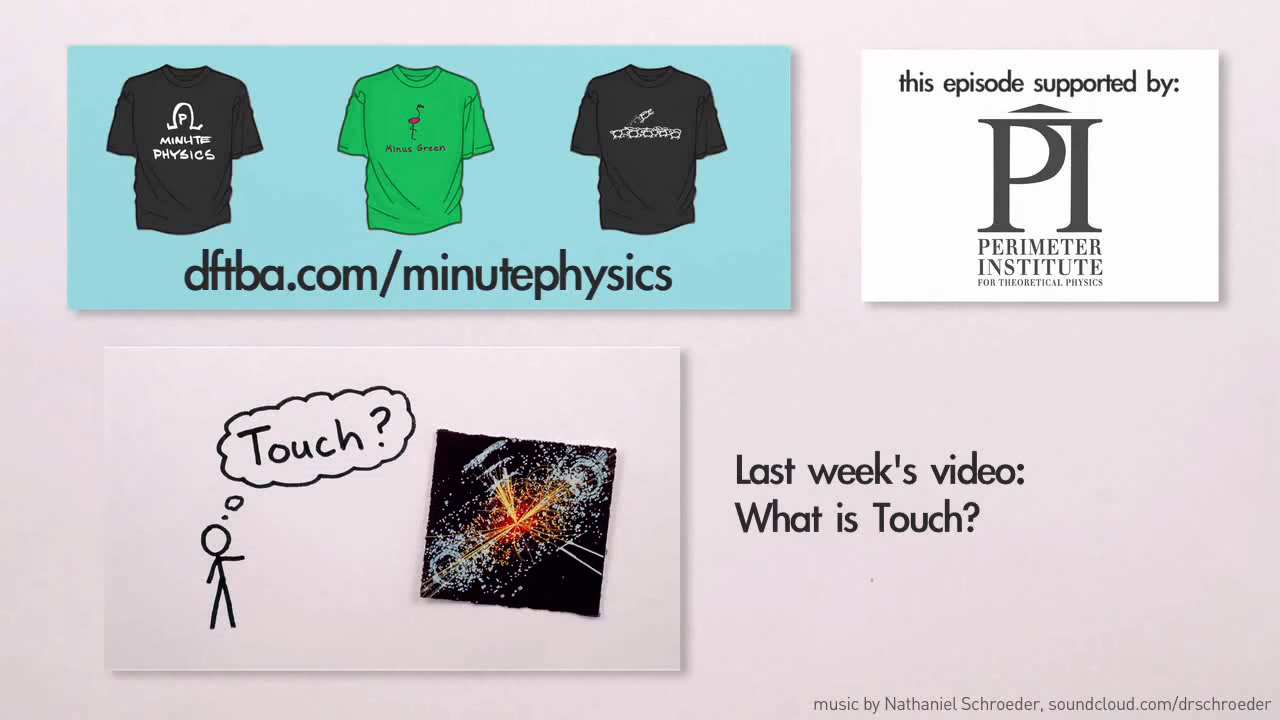 P
MINUTE
PHYSICS
Minus Green
dftba.com/minutephysics
this episode supported by:
PI
PERIMETER
INSTITUTE
FOR THEORETICAL PHYSICS
Touch?
Last week's video:
What is Touch?
music by Nathaniel Schroeder, soundcloud.com/drschroeder